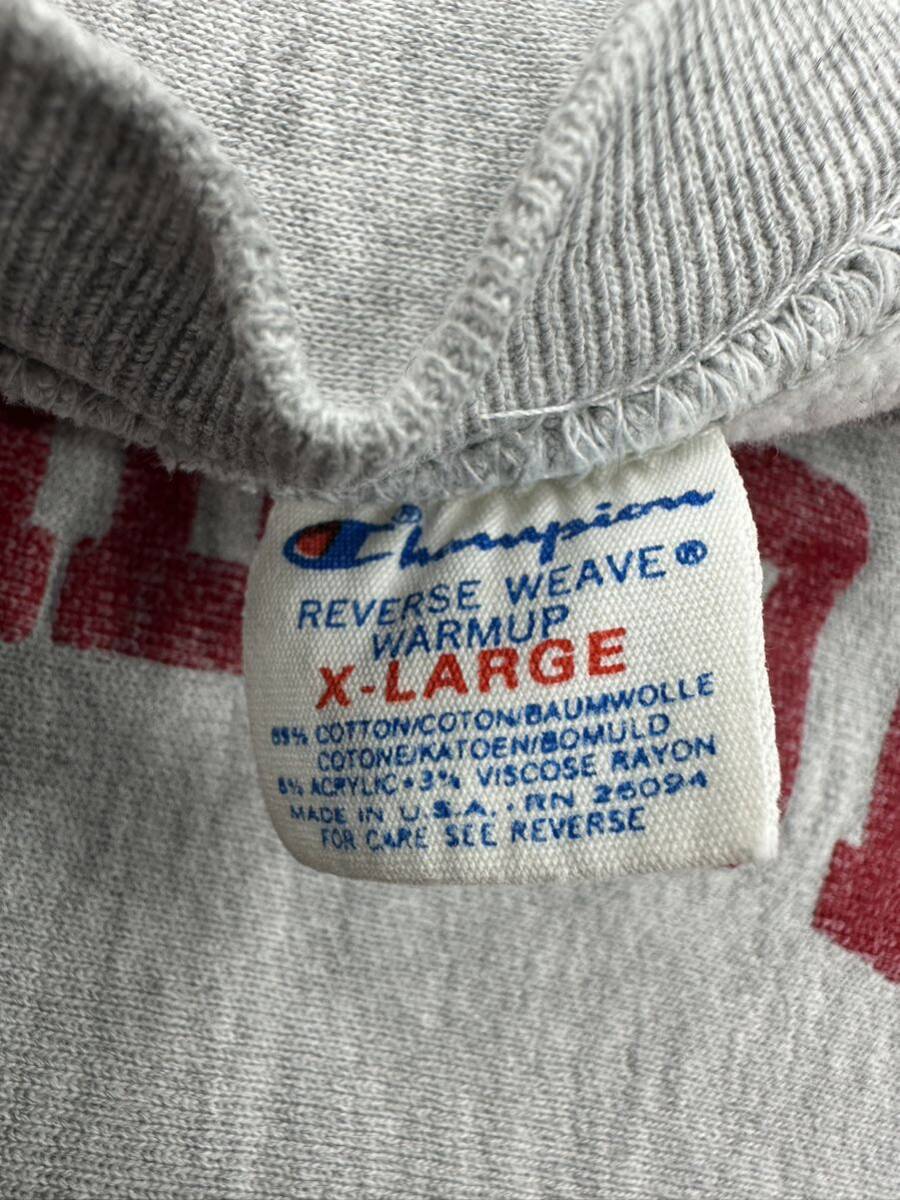 Champion®
REVERSE WEAVE®
WARMUP
X-LARGE
89% COTTON/COTON/BAUMWOLLE
COTONE/KATOEN/BOMULD
8% ACRYLIC • 3% VISCOSE RAYON
MADE IN U.S.A. • RN 26094
FOR CARE SEE REVERSE